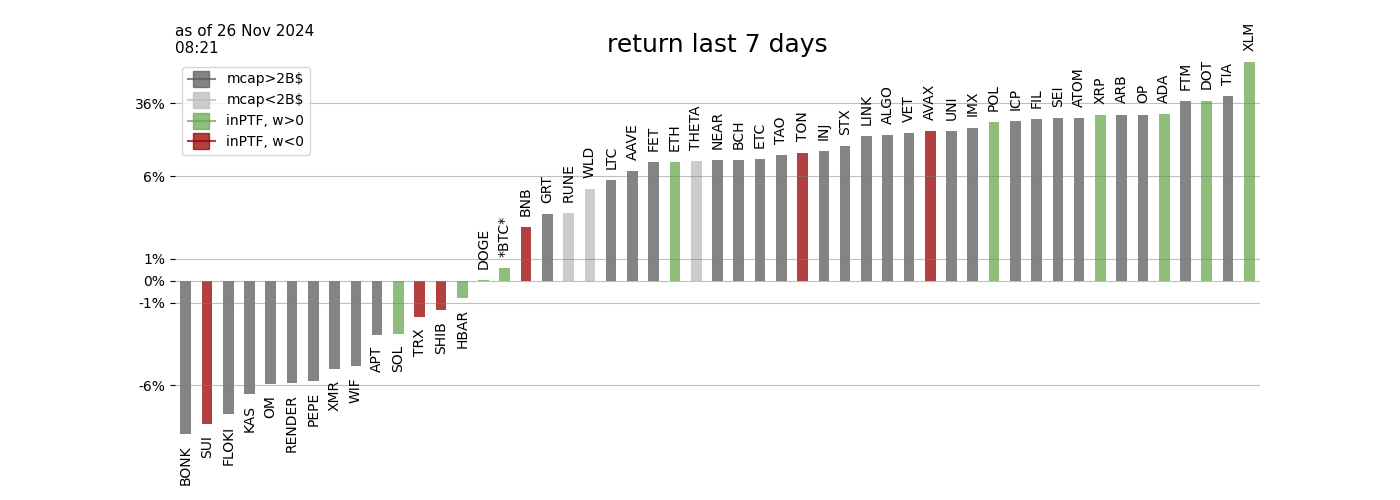 as of 26 Nov 2024
08:21
return last 7 days
mcap>2B$
mcap<2B$
inPTF, w>0
inPTF, w<0
36%
6%
1%
0%
-1%
-6%
BONK
SUI
FLOKI
KAS
OM
RENDER
PEPE
XMR
WIF
APT
SOL
TRX
SHIB
HBAR
DOGE
*BTC*
BNB
GRT
RUNE
WLD
LTC
AAVE
FET
ETH
THETA
NEAR
BCH
ETC
TAO
TON
INJ
STX
LINK
ALGO
VET
AVAX
UNI
IMX
POL
ICP
FIL
SEI
ATOM
XRP
ARB
OP
ADA
FTM
DOT
TIA
XLM